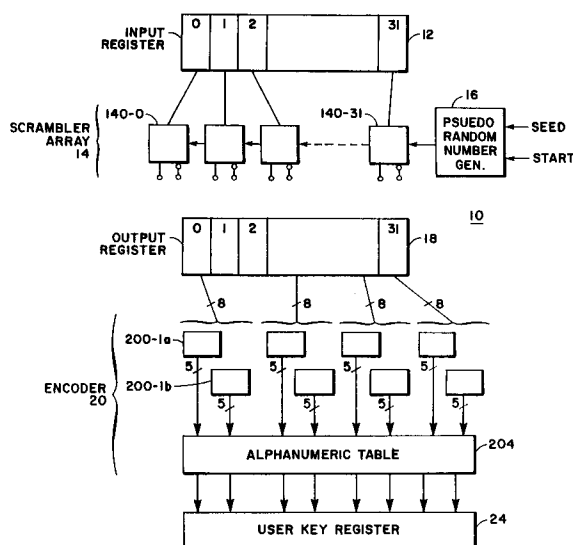 INPUT
REGISTER
0 1 2 31
12
SCRAMBLER
ARRAY
14
140-0
140-31
16
PSUEDO
RANDOM
NUMBER
GEN.
SEED
START
10
OUTPUT
REGISTER
0 1 2 31
18
8 8 8 8
ENCODER
20
200-1a
200-1b
5 5 5 5
5 5 5 5
ALPHANUMERIC TABLE
204
USER KEY REGISTER
24